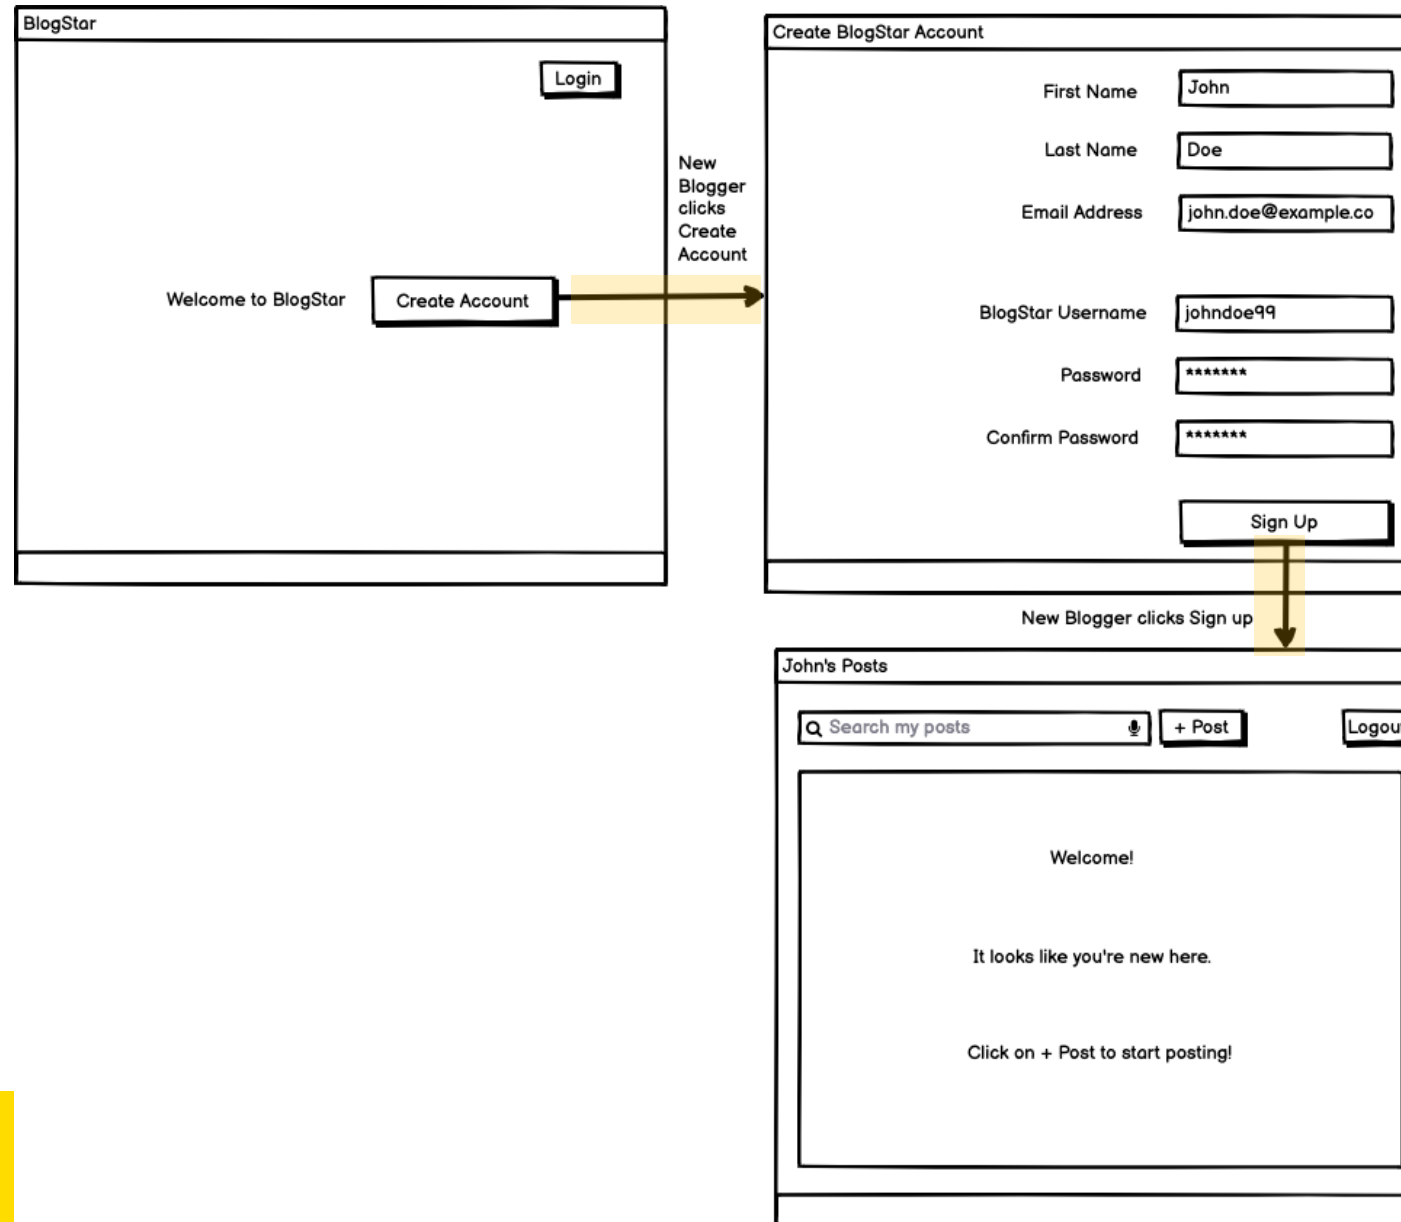 BlogStar
Login
Welcome to BlogStar
Create Account
New
Blogger
clicks
Create
Account
Create BlogStar Account
First Name
John
Last Name
Doe
Email Address
john.doe@example.co
BlogStar Username
johndoe99
Password
*******
Confirm Password
*******
Sign Up
New Blogger clicks Sign up
John's Posts
Search my posts
+ Post
Logou
Welcome!
It looks like you're new here.
Click on + Post to start posting!